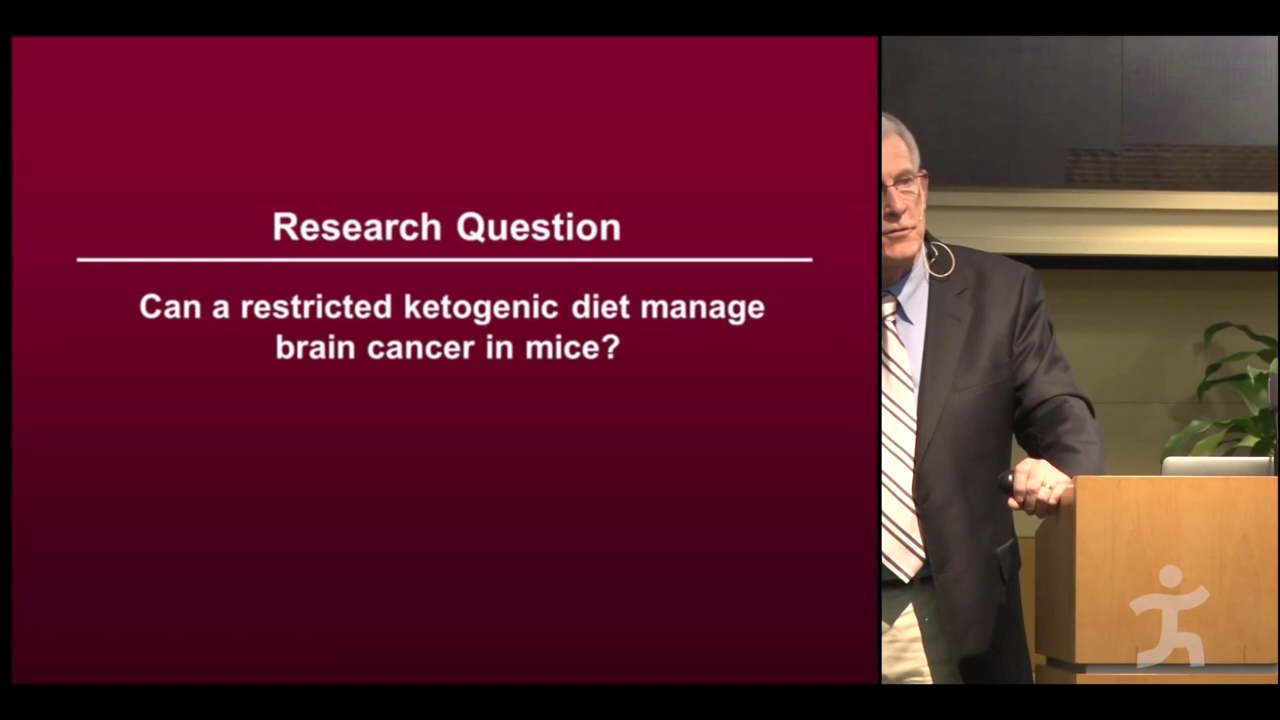 Research Question
Can a restricted ketogenic diet manage
brain cancer in mice?